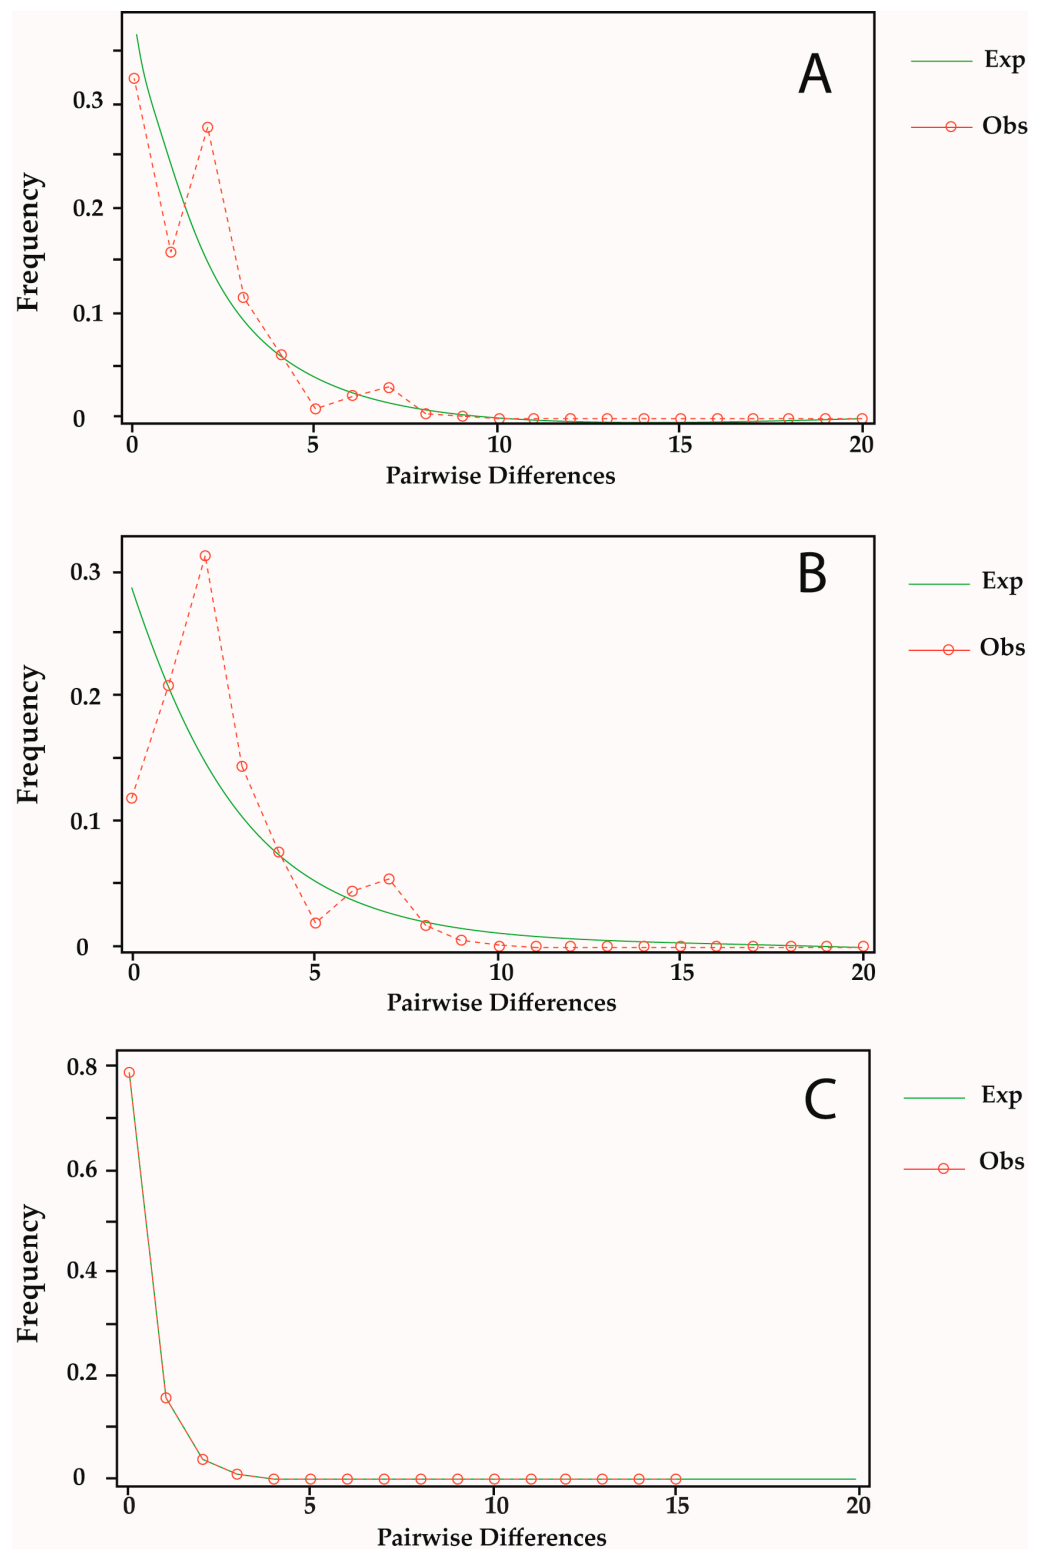 A
Exp
Obs
Frequency
0.3
0.2
0.1
0
0 5 10 15 20
Pairwise Differences
B
Exp
Obs
Frequency
0.3
0.2
0.1
0
0 5 10 15 20
Pairwise Differences
C
Exp
Obs
Frequency
0.8
0.6
0.4
0.2
0
0 5 10 15 20
Pairwise Differences